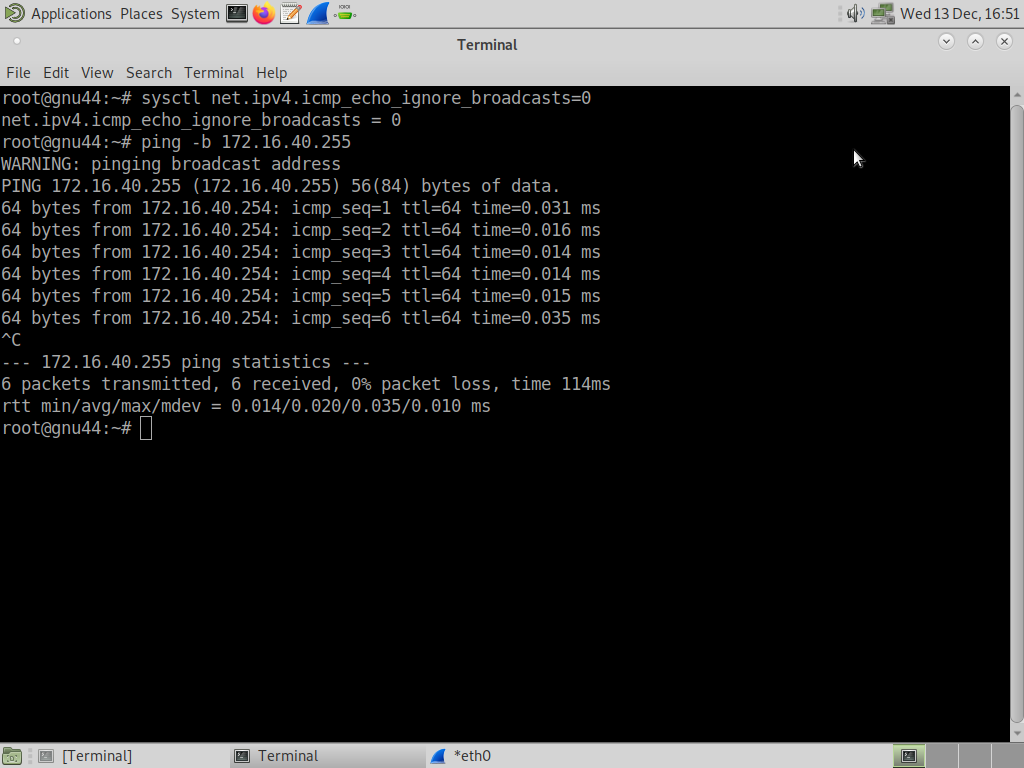 Applications Places System Wed 13 Dec, 16:51
Terminal
File Edit View Search Terminal Help
root@gnu44:~# sysctl net.ipv4.icmp_echo_ignore_broadcasts=0
net.ipv4.icmp_echo_ignore_broadcasts = 0
root@gnu44:~# ping -b 172.16.40.255
WARNING: pinging broadcast address
PING 172.16.40.255 (172.16.40.255) 56(84) bytes of data.
64 bytes from 172.16.40.254: icmp_seq=1 ttl=64 time=0.031 ms
64 bytes from 172.16.40.254: icmp_seq=2 ttl=64 time=0.016 ms
64 bytes from 172.16.40.254: icmp_seq=3 ttl=64 time=0.014 ms
64 bytes from 172.16.40.254: icmp_seq=4 ttl=64 time=0.014 ms
64 bytes from 172.16.40.254: icmp_seq=5 ttl=64 time=0.015 ms
64 bytes from 172.16.40.254: icmp_seq=6 ttl=64 time=0.035 ms
^C
--- 172.16.40.255 ping statistics ---
6 packets transmitted, 6 received, 0% packet loss, time 114ms
rtt min/avg/max/mdev = 0.014/0.020/0.035/0.010 ms
root@gnu44:~#
[Terminal] Terminal *eth0